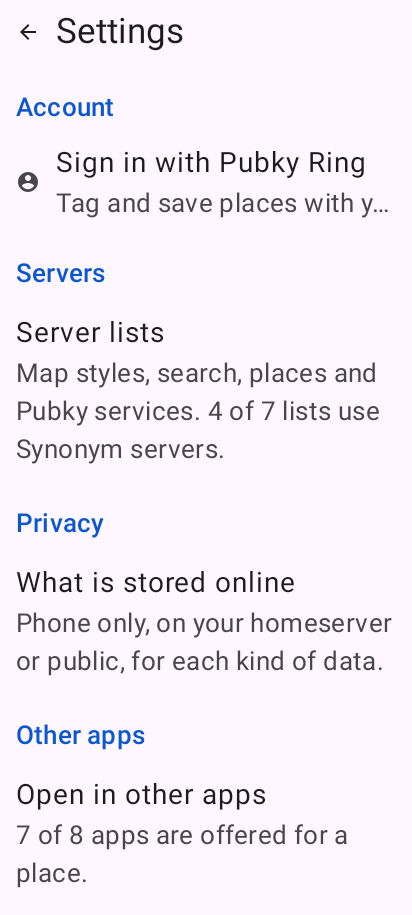 Settings
Account
Sign in with Pubky Ring
Tag and save places with y…
Servers
Server lists
Map styles, search, places and
Pubky services. 4 of 7 lists use
Synonym servers.
Privacy
What is stored online
Phone only, on your homeserver
or public, for each kind of data.
Other apps
Open in other apps
7 of 8 apps are offered for a
place.